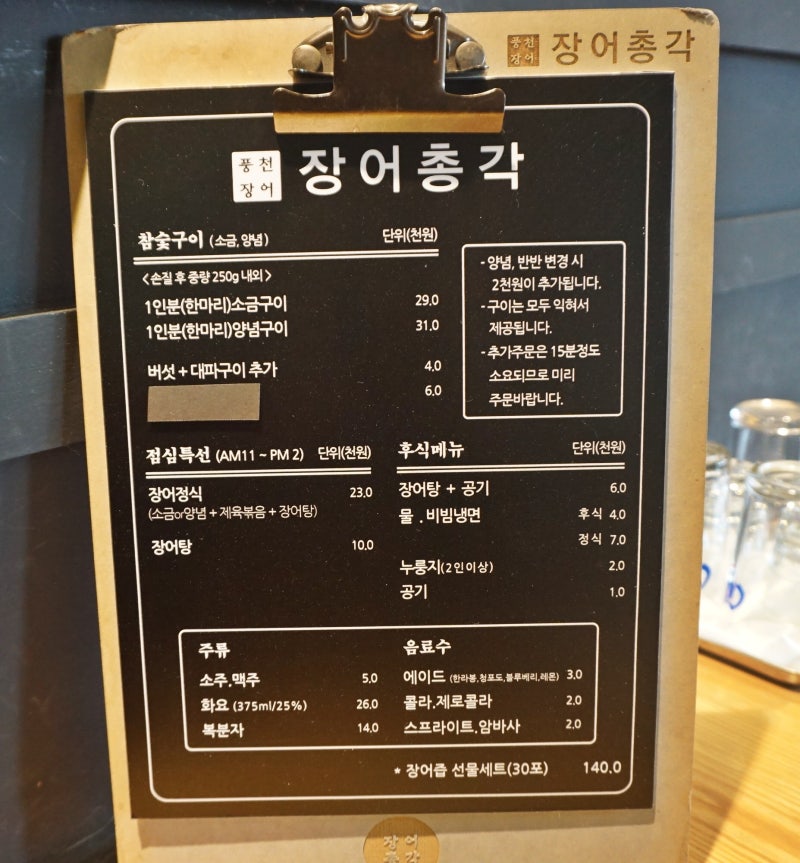 풍천
장어
장어총각
풍천
장어
장어총각
참숯구이 (소금, 양념) 단위(천원)
<손질 후 중량 250g 내외>
1인분(한마리)소금구이 29.0
1인분(한마리)양념구이 31.0
버섯 + 대파구이 추가 4.0
6.0
- 양념, 반반 변경 시
2천원이 추가됩니다.
- 구이는 모두 익혀서
제공됩니다.
- 추가주문은 15분정도
소요되므로 미리
주문바랍니다.
점심특선 (AM11 ~ PM 2) 단위(천원)
장어정식 23.0
(소금or양념 + 제육볶음 + 장어탕)
장어탕 10.0
후식메뉴 단위(천원)
장어탕 + 공기 6.0
물 . 비빔냉면 후식 4.0
정식 7.0
누룽지(2인이상) 2.0
공기 1.0
주류
소주.맥주 5.0
화요 (375ml/25%) 26.0
복분자 14.0
음료수
에이드 (한라봉,청포도,블루베리,레몬) 3.0
콜라.제로콜라 2.0
스프라이트.암바사 2.0
* 장어즙 선물세트(30포) 140.0
장어
총각